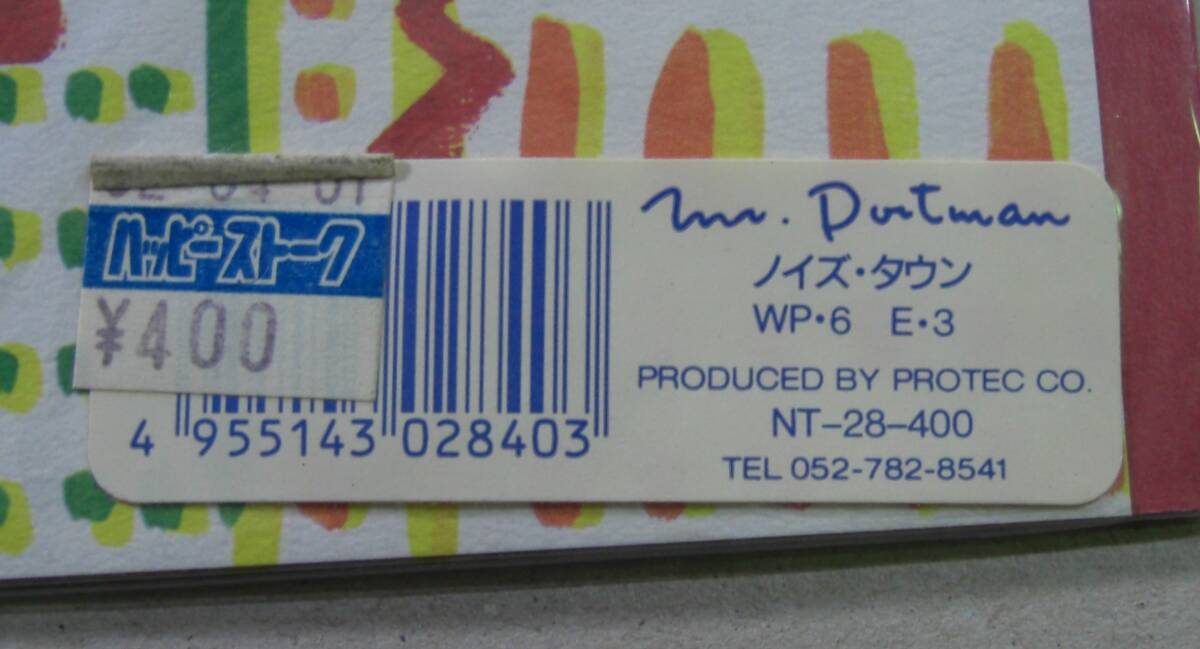 ハッピーストーク
¥400
4 955143 028403
Mr. Portman
ノイズ・タウン
WP・6 E・3
PRODUCED BY PROTEC CO.
NT-28-400
TEL 052-782-8541